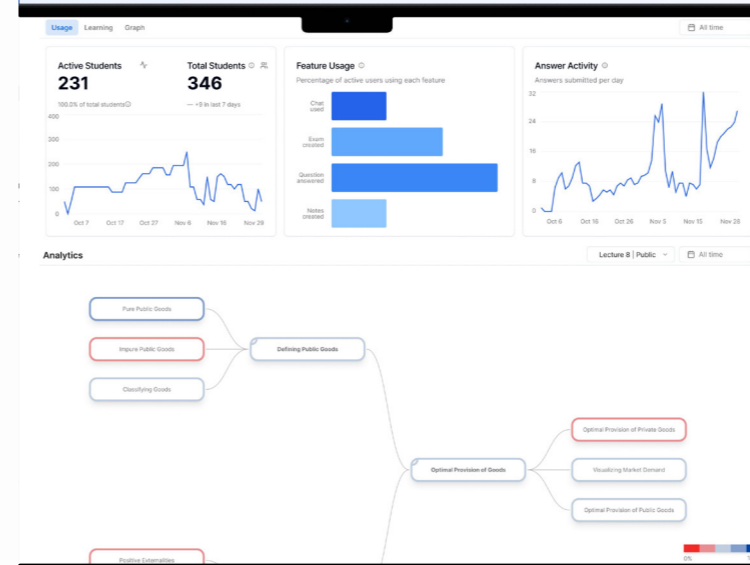 Usage Learning Graph
All time
Active Students
231
100.0% of total students
Total Students
346
— +9 in last 7 days
400
300
200
100
0
Oct 7 Oct 17 Oct 27 Nov 6 Nov 16 Nov 28
Feature Usage
Percentage of active users using each feature
Chat
used
Exam
created
Question
answered
Notes
created
Answer Activity
Answers submitted per day
32
24
16
8
0
Oct 6 Oct 16 Oct 26 Nov 5 Nov 15 Nov 28
Analytics
Lecture 8 | Public
All time
Pure Public Goods
Impure Public Goods
Classifying Goods
Defining Public Goods
Optimal Provision of Goods
Optimal Provision of Private Goods
Visualizing Market Demand
Optimal Provision of Public Goods
Positive Externalities
0%